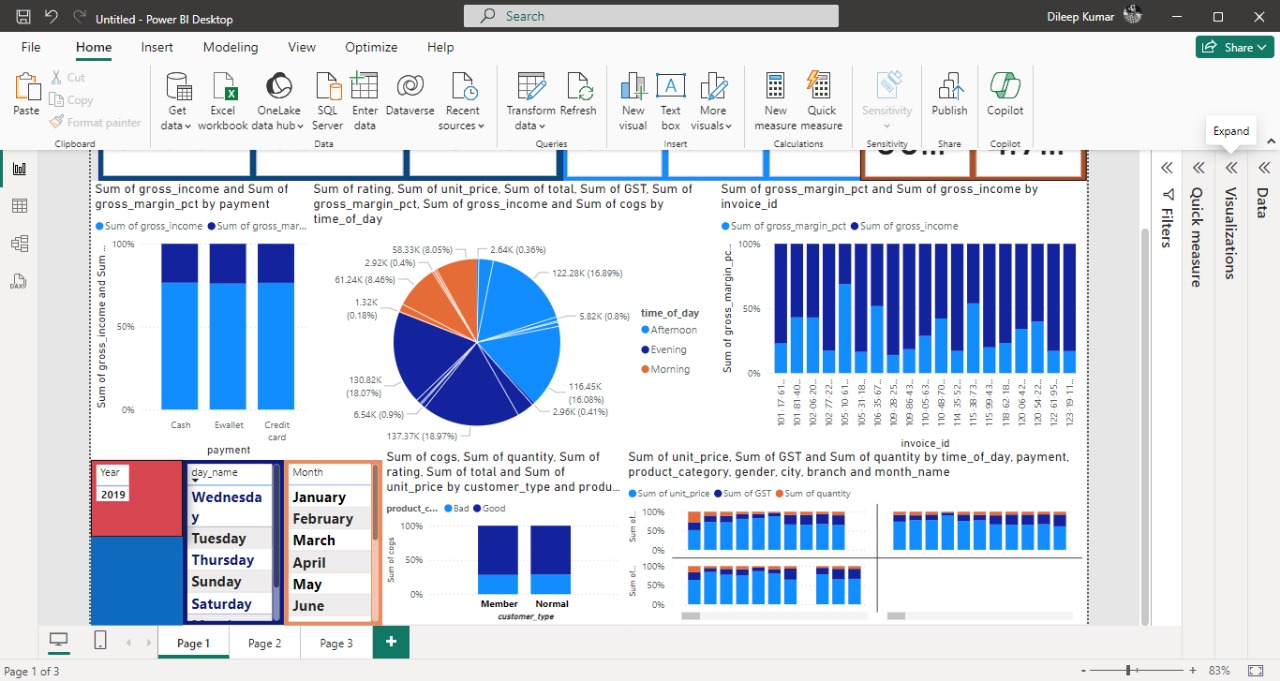 Untitled - Power BI Desktop
Search
Dileep Kumar
File Home Insert Modeling View Optimize Help
Share
Paste
Cut
Copy
Format painter
Clipboard
Get data
Excel workbook
OneLake data hub
SQL Server
Enter data
Dataverse
Recent sources
Data
Transform data
Refresh
Queries
New visual
Text box
More visuals
Insert
New measure
Quick measure
Calculations
Sensitivity
Sensitivity
Publish
Share
Copilot
Copilot
Expand
Sum of gross_income and Sum of
gross_margin_pct by payment
Sum of gross_income Sum of gross_mar...
Sum of gross_income and Sum ...
100%
50%
0%
Cash Ewallet Credit card
payment
Sum of rating, Sum of unit_price, Sum of total, Sum of GST, Sum of
gross_margin_pct, Sum of gross_income and Sum of cogs by
time_of_day
58.33K (8.05%)
2.64K (0.36%)
2.92K (0.4%)
122.28K (16.89%)
61.24K (8.46%)
1.32K
(0.18%)
5.82K (0.8%)
130.82K
(18.07%)
116.45K
(16.08%)
6.54K (0.9%)
2.96K (0.41%)
137.37K (18.97%)
time_of_day
Afternoon
Evening
Morning
Sum of gross_margin_pct and Sum of gross_income by
invoice_id
Sum of gross_margin_pct Sum of gross_income
Sum of gross_margin_pc...
100%
50%
0%
101-17-61...
101-81-40...
102-06-20...
102-77-22...
105-10-61...
105-31-18...
106-35-67...
109-28-25...
109-86-43...
110-05-63...
110-48-70...
114-35-52...
115-38-73...
115-99-43...
118-62-18...
120-06-42...
120-54-22...
122-61-95...
123-19-11...
invoice_id
Filters
Quick measure
Visualizations
Data
Year
2019
day_name
Wednesda
y
Tuesday
Thursday
Sunday
Saturday
Month
January
February
March
April
May
June
Sum of cogs, Sum of quantity, Sum of
rating, Sum of total and Sum of
unit_price by customer_type and produ...
product_c... Bad Good
Sum of cogs
100%
50%
0%
Member Normal
customer_type
Sum of unit_price, Sum of GST and Sum of quantity by time_of_day, payment,
product_category, gender, city, branch and month_name
Sum of unit_price Sum of GST Sum of quantity
Sum of...
100%
50%
0%
Sum of...
100%
50%
0%
Page 1 Page 2 Page 3 +
Page 1 of 3
- + 83%